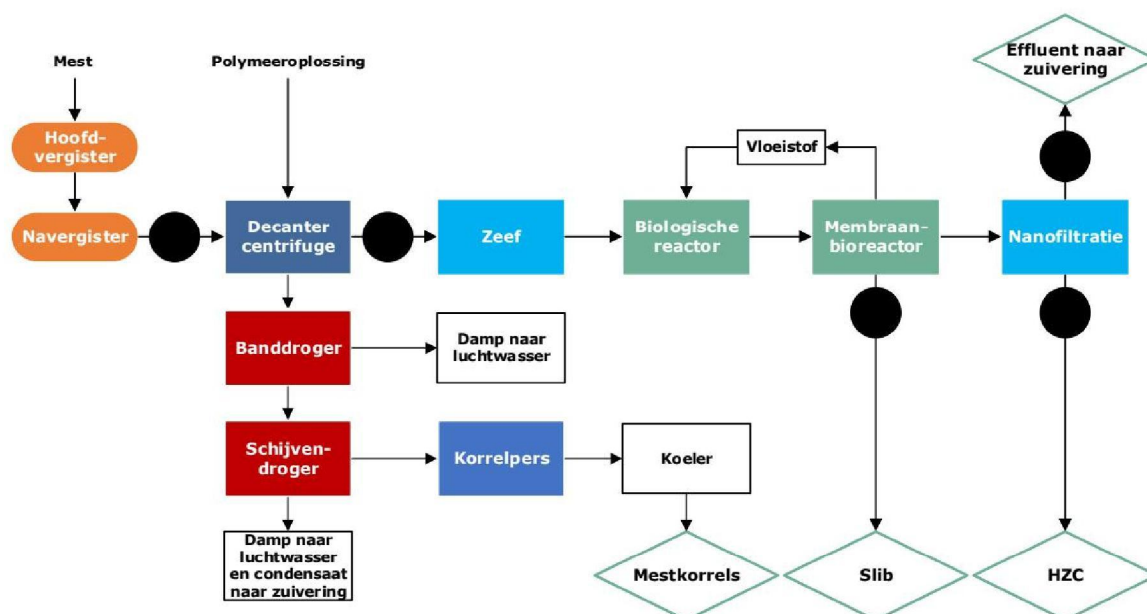 Mest
Polymeeroplossing
Effluent naar
zuivering
Hoofd-
vergister
Vloeistof
Navergister
Decanter
centrifuge
Zeef
Biologische
reactor
Membraan-
bioreactor
Nanofiltratie
Banddroger
Damp naar
luchtwasser
Schijven-
droger
Korrelpers
Koeler
Damp naar
luchtwasser
en condensaat
naar zuivering
Mestkorrels
Slib
HZC